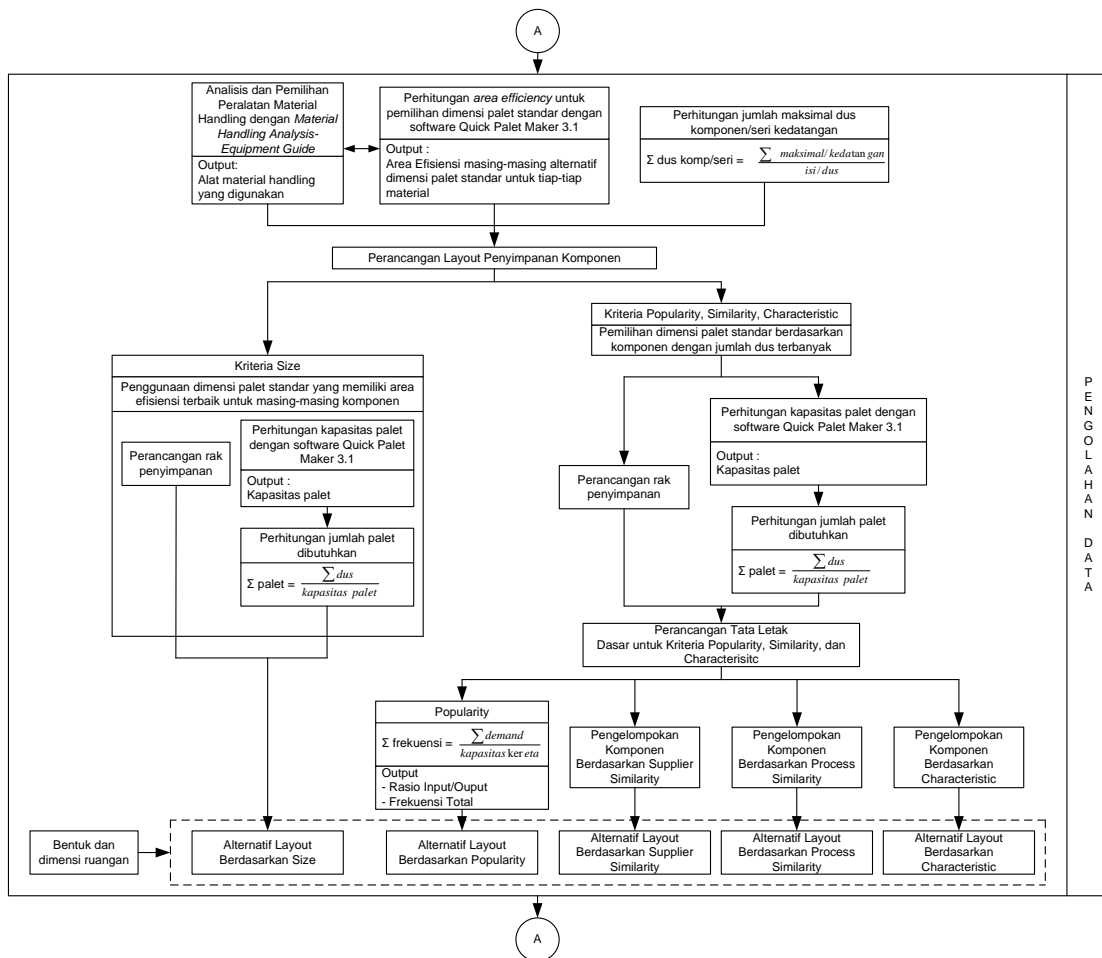 A
Analisis dan Pemilihan
Peralatan Material
Handling dengan Material
Handling Analysis-
Equipment Guide
Output:
Alat material handling
yang digunakan
Perhitungan area efficiency untuk
pemilihan dimensi palet standar dengan
software Quick Palet Maker 3.1
Output :
Area Efisiensi masing-masing alternatif
dimensi palet standar untuk tiap-tiap
material
Perhitungan jumlah maksimal dus
komponen/seri kedatangan
Σ dus komp/seri = ∑ maksimal/kedatangan
isi/dus
Perancangan Layout Penyimpanan Komponen
Kriteria Popularity, Similarity, Characteristic
Pemilihan dimensi palet standar berdasarkan
komponen dengan jumlah dus terbanyak
Kriteria Size
Penggunaan dimensi palet standar yang memiliki area
efisiensi terbaik untuk masing-masing komponen
Perancangan rak
penyimpanan
Perhitungan kapasitas palet
dengan software Quick Palet
Maker 3.1
Output :
Kapasitas palet
Perhitungan jumlah palet
dibutuhkan
Σ palet = ∑ dus
kapasitas palet
Perancangan rak
penyimpanan
Perhitungan kapasitas palet dengan
software Quick Palet Maker 3.1
Output :
Kapasitas palet
Perhitungan jumlah palet
dibutuhkan
Σ palet = ∑ dus
kapasitas palet
Perancangan Tata Letak
Dasar untuk Kriteria Popularity, Similarity, dan
Characterisitc
Popularity
Σ frekuensi = ∑ demand
kapasitas kereta
Output
- Rasio Input/Ouput
- Frekuensi Total
Pengelompokan
Komponen
Berdasarkan Supplier
Similarity
Pengelompokan
Komponen
Berdasarkan Process
Similarity
Pengelompokan
Komponen
Berdasarkan
Characteristic
Bentuk dan
dimensi ruangan
Alternatif Layout
Berdasarkan Size
Alternatif Layout
Berdasarkan Popularity
Alternatif Layout
Berdasarkan Supplier
Similarity
Alternatif Layout
Berdasarkan Process
Similarity
Alternatif Layout
Berdasarkan
Characteristic
PENGOLAHAN DATA
A